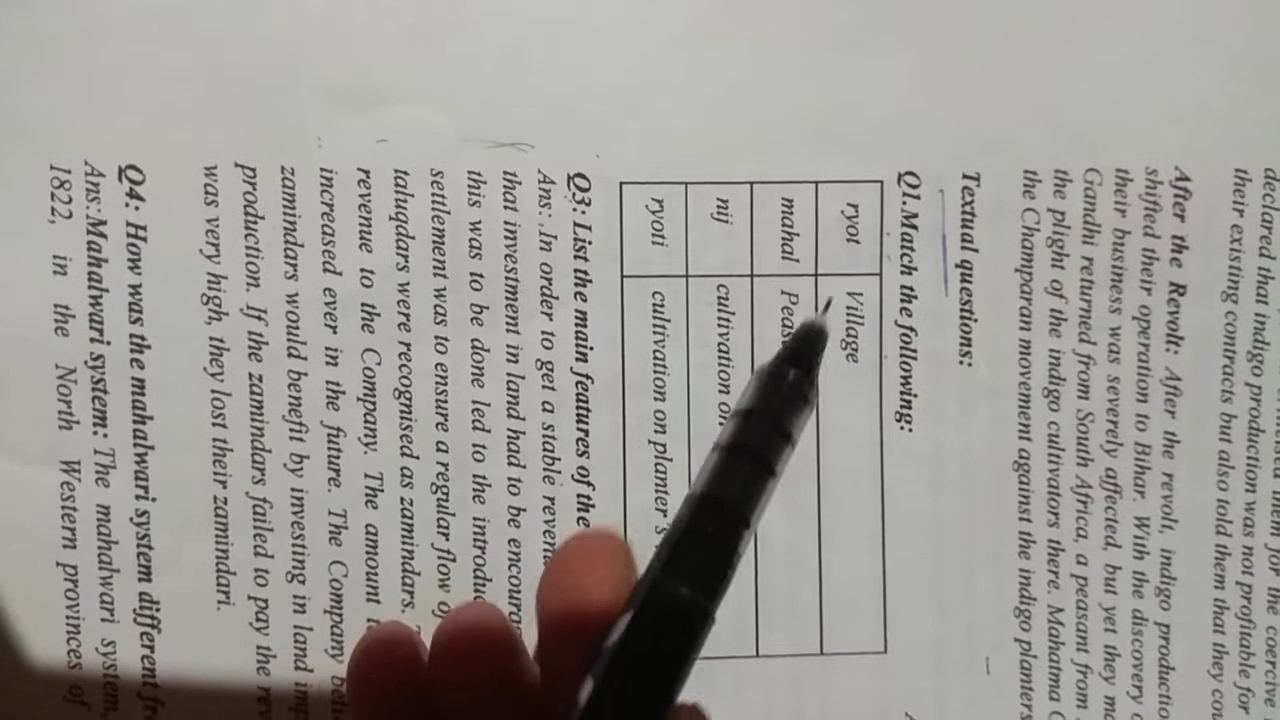 declared that indigo production was not profitable for
their existing contracts but also told them that they cou
After the Revolt: After the revolt, indigo productio
shifted their operation to Bihar. With the discovery
their business was severely affected, but yet they m
Gandhi returned from South Africa, a peasant from
the plight of the indigo cultivators there. Mahatma G
the Champaran movement against the indigo planters
Textual questions:
Q1.Match the following:
ryot Village
mahal Peas
nij cultivation on
ryoti cultivation on planter's
Q3: List the main features of the
Ans: In order to get a stable reven
that investment in land had to be encourag
this was to be done led to the introduc
settlement was to ensure a regular flow of
taluqdars were recognised as zamindars. T
revenue to the Company. The amount
increased ever in the future. The Company beli
zamindars would benefit by investing in land imp
production. If the zamindars failed to pay the rev
was very high, they lost their zamindari.
Q4: How was the mahalwari system different fr
Ans:Mahalwari system: The mahalwari system,
1822, in the North Western provinces of